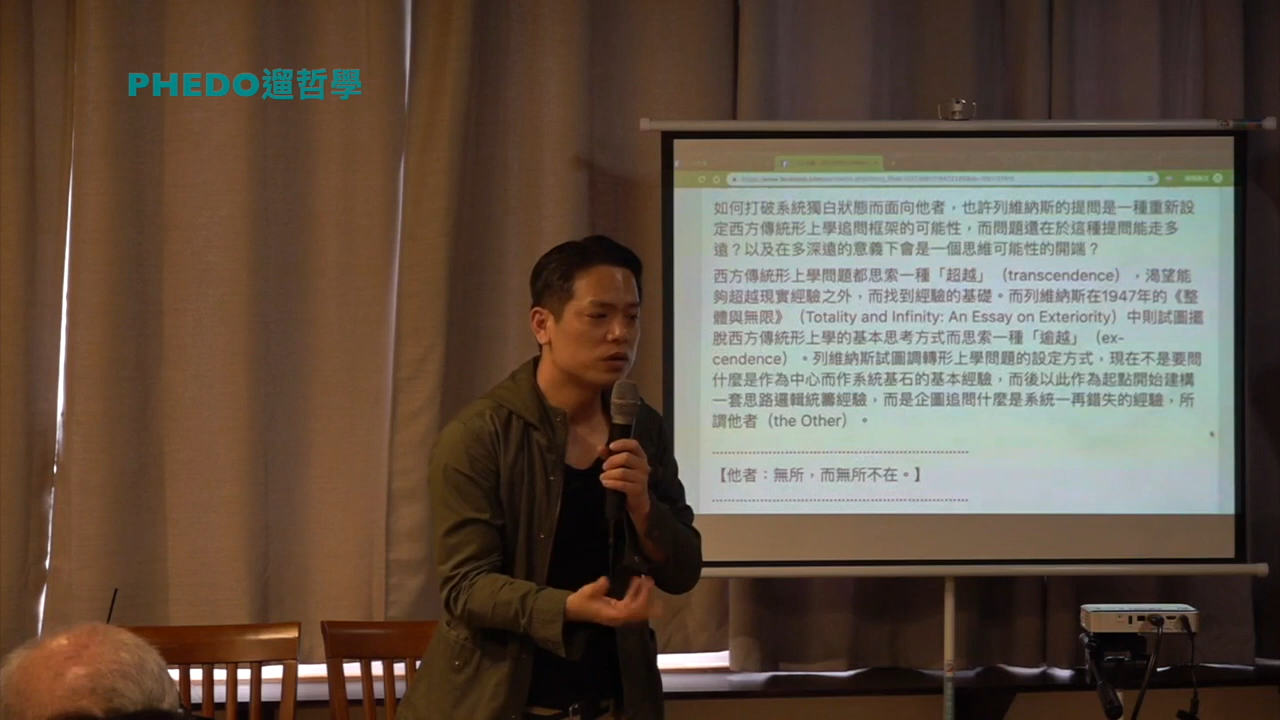 PHEDO遛哲學
如何打破系統獨白狀態而面向他者，也許列維納斯的提問是一種重新設
定西方傳統形上學追問框架的可能性，而問題還在於這種提問能走多
遠？以及在多深遠的意義下會是一個思維可能性的開端？
西方傳統形上學問題都思索一種「超越」（transcendence），渴望能
夠超越現實經驗之外，而找到經驗的基礎。而列維納斯在1947年的《整
體與無限》（Totality and Infinity: An Essay on Exteriority）中則試圖擺
脫西方傳統形上學的基本思考方式而思索一種「逾越」（ex-
cendence）。列維納斯試圖調轉形上學問題的設定方式，現在不是要問
什麼是作為中心而作系統基石的基本經驗，而後以此作為起點開始建構
一套思路邏輯統籌經驗，而是企圖追問什麼是系統一再錯失的經驗，所
謂他者（the Other）。
【他者：無所，而無所不在。】